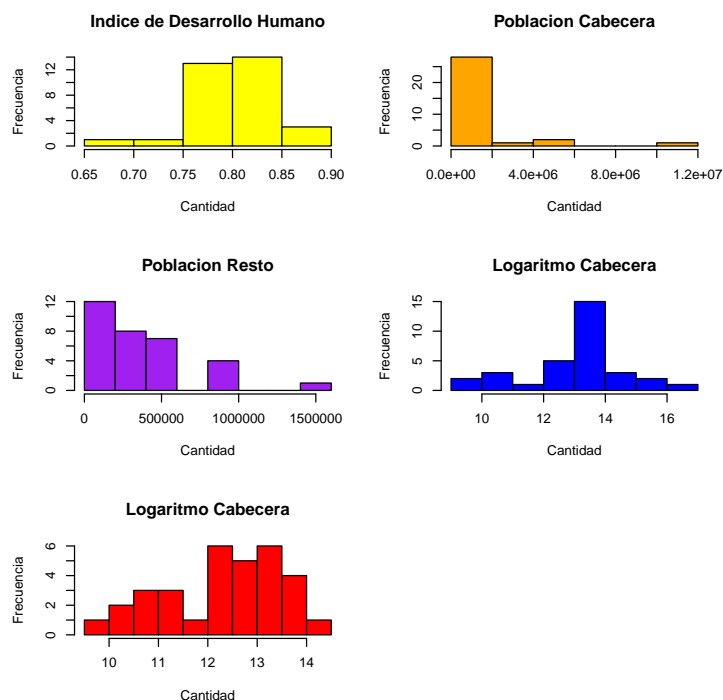 Indice de Desarrollo Humano
Frecuencia
0 4 8 12
0.65 0.70 0.75 0.80 0.85 0.90
Cantidad
Poblacion Cabecera
Frecuencia
0 10 20
0.0e+00 4.0e+06 8.0e+06 1.2e+07
Cantidad
Poblacion Resto
Frecuencia
0 4 8 12
0 500000 1000000 1500000
Cantidad
Logaritmo Cabecera
Frecuencia
0 5 10 15
10 12 14 16
Cantidad
Logaritmo Cabecera
Frecuencia
0 2 4 6
10 11 12 13 14
Cantidad